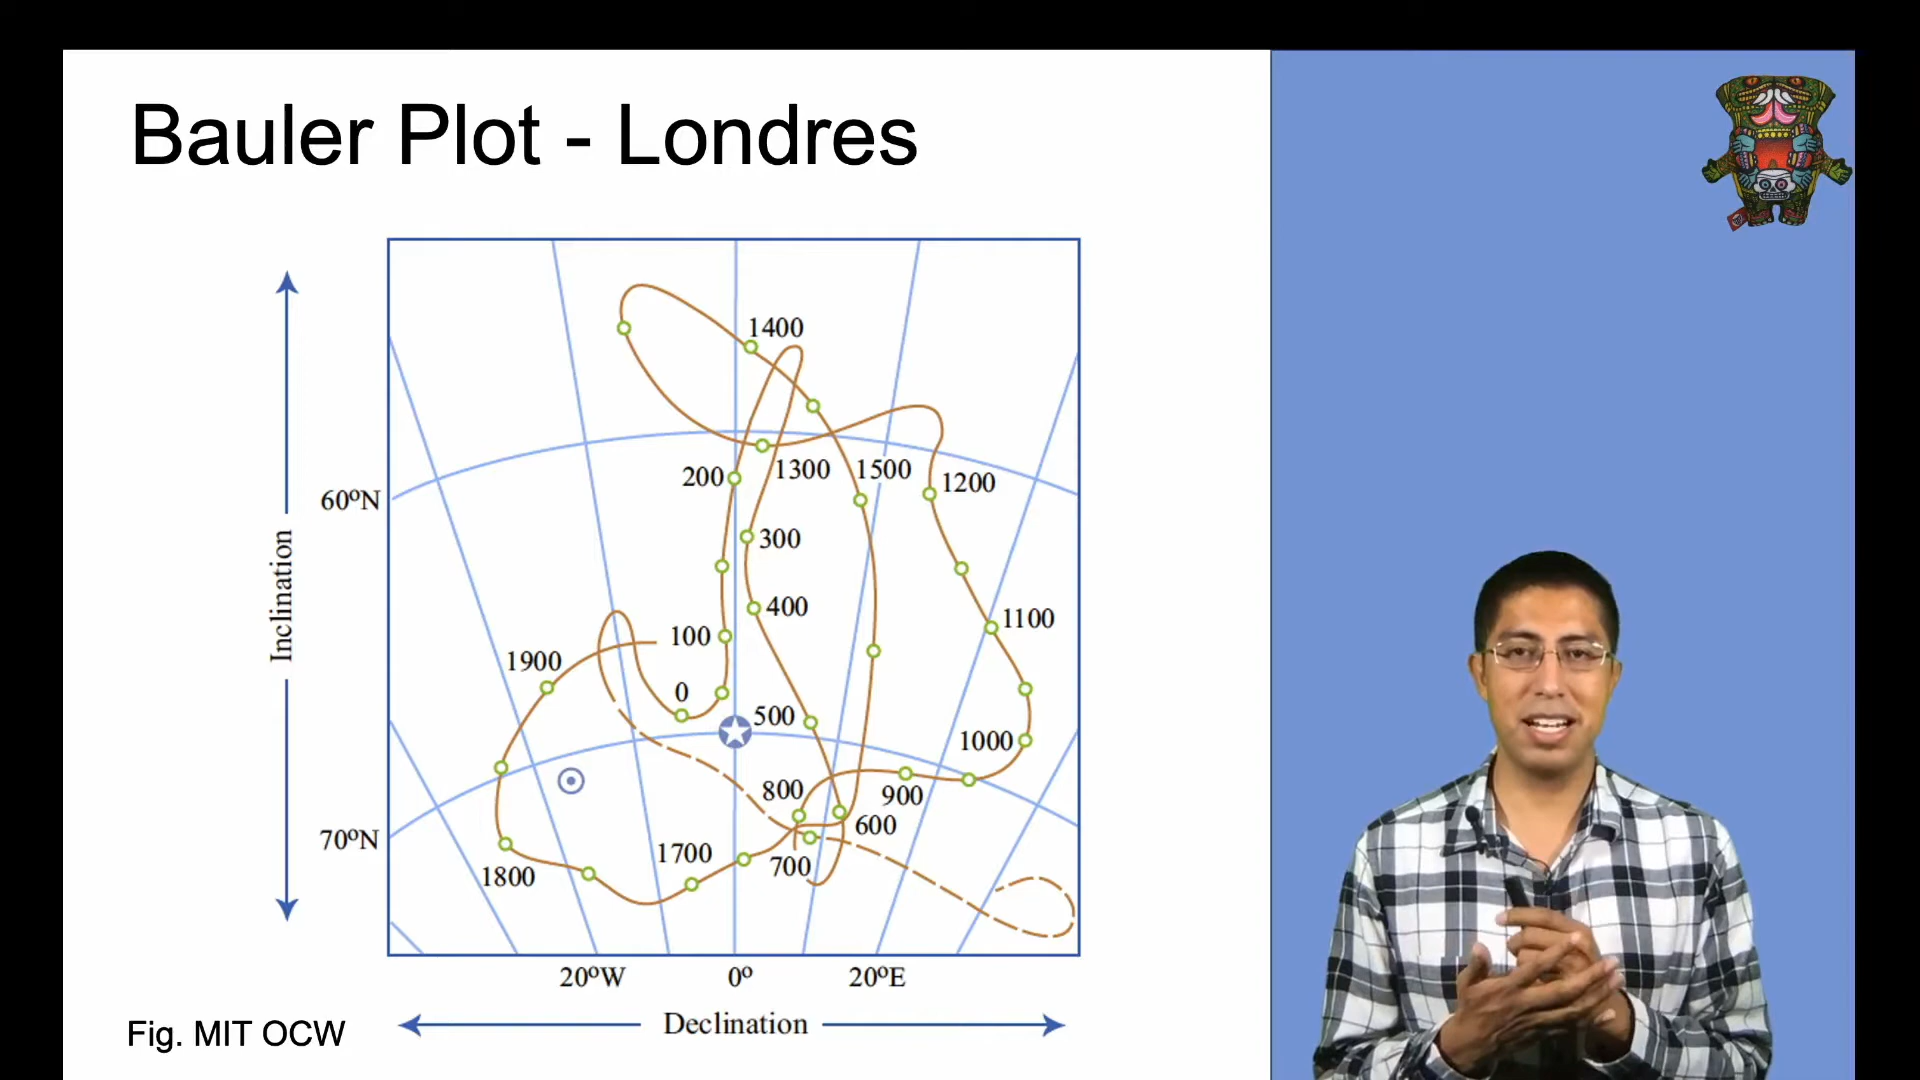 Bauler Plot - Londres
1400
200
1300
1500
1200
60ºN
300
400
1100
Inclination
100
1900
0
500
1000
800
900
600
70ºN
1700
700
1800
20ºW
0º
20ºE
Declination
Fig. MIT OCW